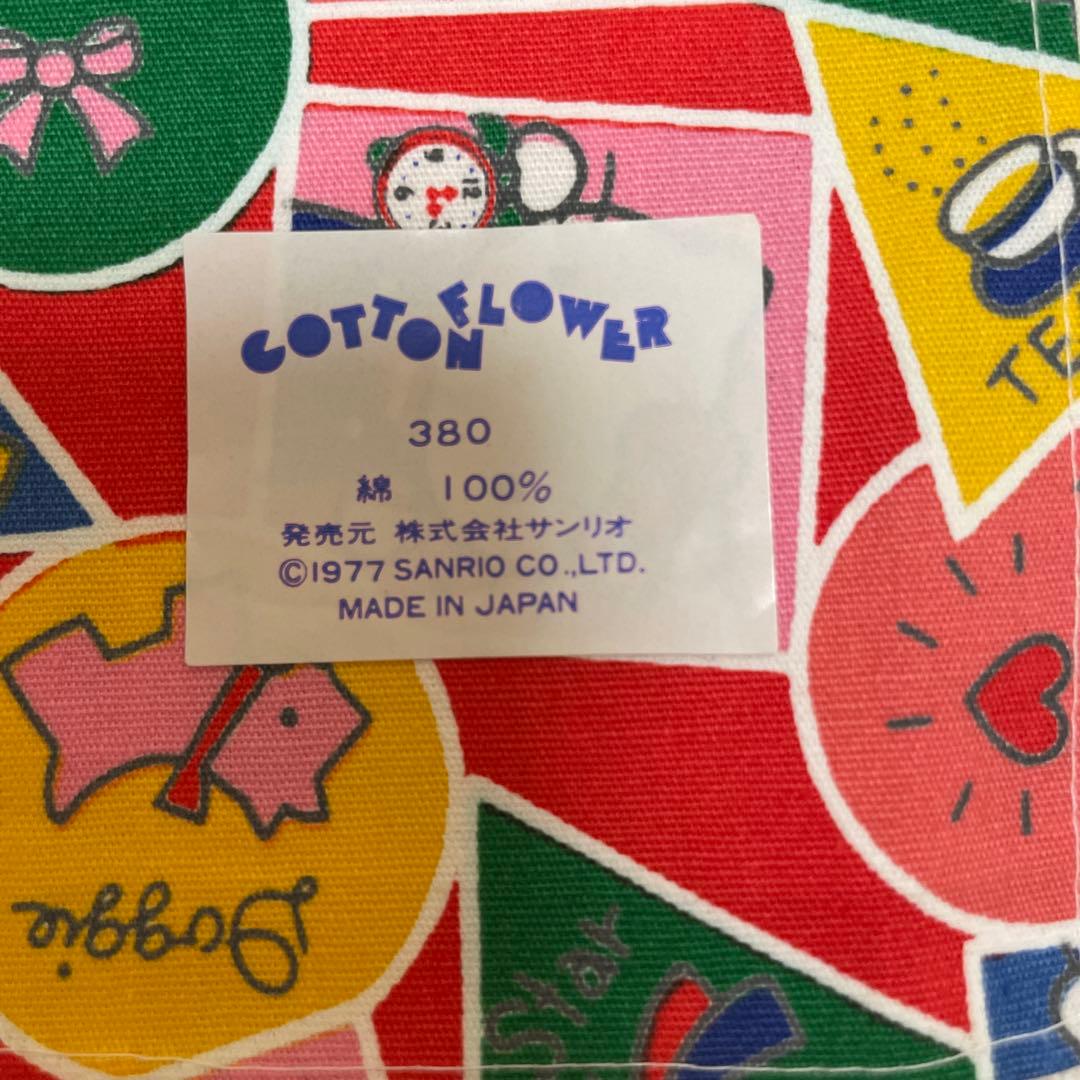 COTTON FLOWER
380
綿 100%
発売元 株式会社サンリオ
©1977 SANRIO CO.,LTD.
MADE IN JAPAN
TE
Doggie
Star